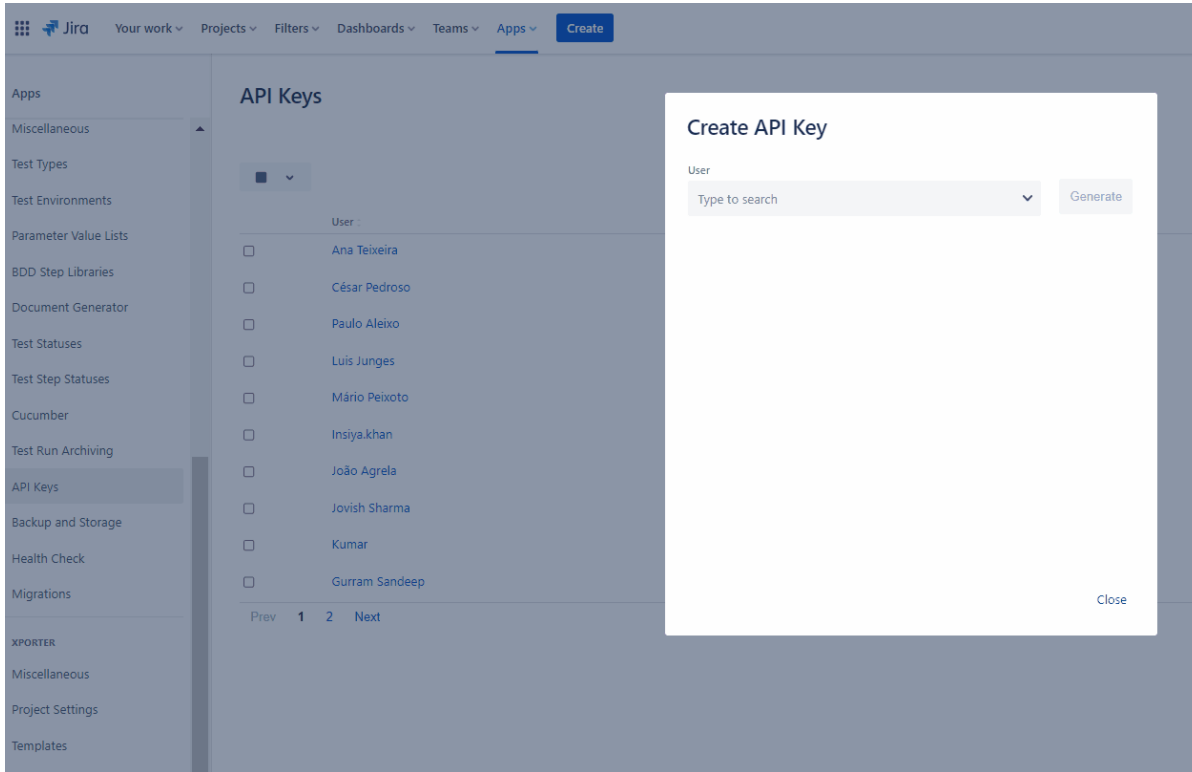 Jira Your work Projects Filters Dashboards Teams Apps Create
Apps
Miscellaneous
Test Types
Test Environments
Parameter Value Lists
BDD Step Libraries
Document Generator
Test Statuses
Test Step Statuses
Cucumber
Test Run Archiving
API Keys
Backup and Storage
Health Check
Migrations
XPORTER
Miscellaneous
Project Settings
Templates
API Keys
User
Ana Teixeira
César Pedroso
Paulo Aleixo
Luis Junges
Mário Peixoto
Insiya.khan
João Agrela
Jovish Sharma
Kumar
Gurram Sandeep
Prev 1 2 Next
Create API Key
User
Type to search
Generate
Close